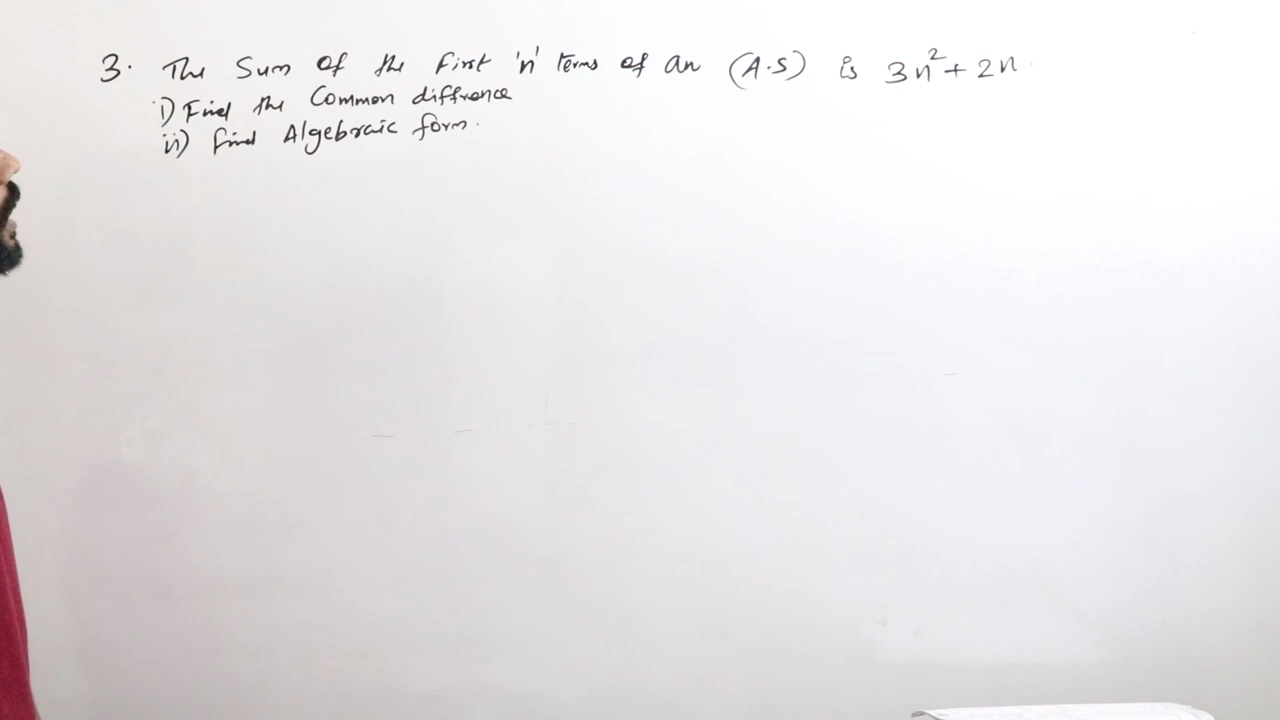 3. The Sum of the First 'n' terms of an (A.S) is 3n²+2n
i) Find the Common diffrence
ii) find Algebraic form.